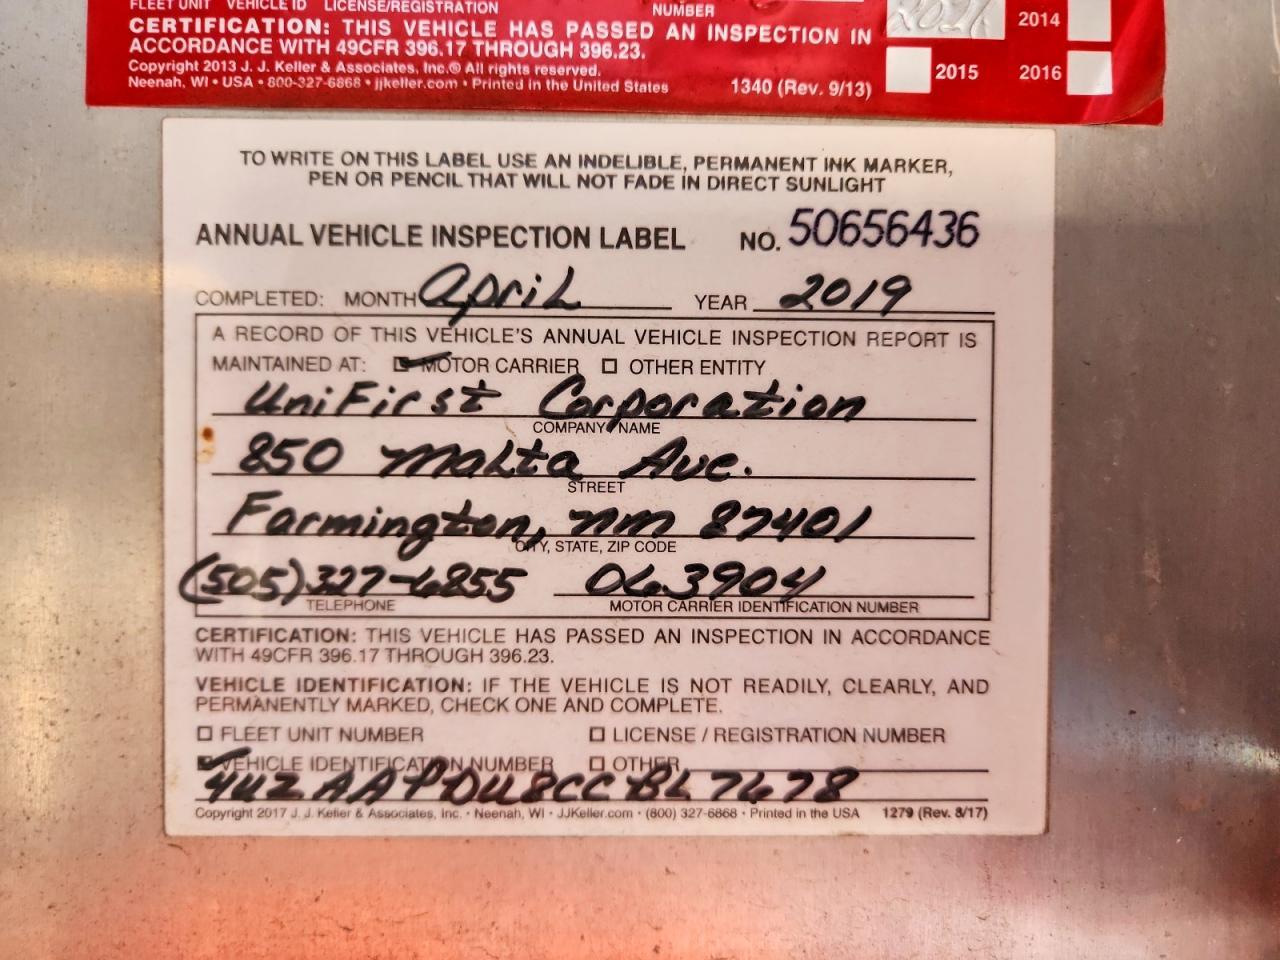 FLEET UNIT VEHICLE ID LICENSE/REGISTRATION NUMBER
CERTIFICATION: THIS VEHICLE HAS PASSED AN INSPECTION IN
ACCORDANCE WITH 49CFR 396.17 THROUGH 396.23.
Copyright 2013 J. J. Keller & Associates, Inc.® All rights reserved.
Neenah, WI • USA • 800-327-6868 • jjkeller.com • Printed in the United States 1340 (Rev. 9/13)
2014
2015 2016
TO WRITE ON THIS LABEL USE AN INDELIBLE, PERMANENT INK MARKER,
PEN OR PENCIL THAT WILL NOT FADE IN DIRECT SUNLIGHT
ANNUAL VEHICLE INSPECTION LABEL NO. 50656436
COMPLETED: MONTH April YEAR 2019
A RECORD OF THIS VEHICLE'S ANNUAL VEHICLE INSPECTION REPORT IS
MAINTAINED AT: MOTOR CARRIER OTHER ENTITY
UniFirst Corporation
COMPANY NAME
850 Malta Ave.
STREET
Farmington, nm 87401
CITY, STATE, ZIP CODE
(505)327-6855 063904
TELEPHONE MOTOR CARRIER IDENTIFICATION NUMBER
CERTIFICATION: THIS VEHICLE HAS PASSED AN INSPECTION IN ACCORDANCE
WITH 49CFR 396.17 THROUGH 396.23.
VEHICLE IDENTIFICATION: IF THE VEHICLE IS NOT READILY, CLEARLY, AND
PERMANENTLY MARKED, CHECK ONE AND COMPLETE.
FLEET UNIT NUMBER LICENSE / REGISTRATION NUMBER
VEHICLE IDENTIFICATION NUMBER OTHER
4UZAAPDU8CCBL7678
Copyright 2017 J. J. Keller & Associates, Inc. • Neenah, WI • JJKeller.com • (800) 327-6868 • Printed in the USA 1279 (Rev. 8/17)